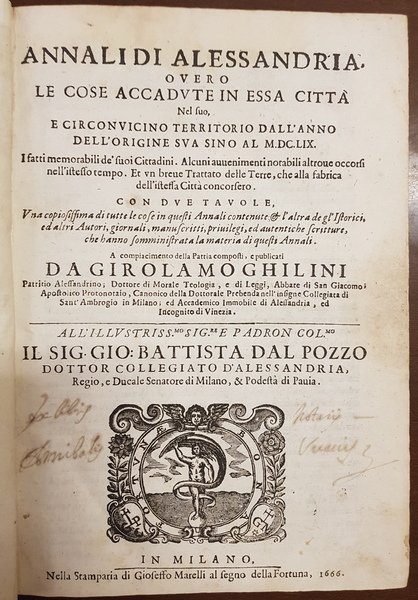 ANNALI DI ALESSANDRIA,
OVERO
LE COSE ACCADVTE IN ESSA CITTÀ
Nel suo,
E CIRCONVICINO TERRITORIO DALL'ANNO
DELL'ORIGINE SVA SINO AL M.DC.LIX.
I fatti memorabili de' suoi Cittadini. Alcuni auuenimenti notabili altroue occorsi
nell'istesso tempo. Et vn breue Trattato delle Terre, che alla fabrica
dell'istessa Città concorsero.
CON DVE TAVOLE,
Vna copiosissima di tutte le cose in questi Annali contenute & l'altra de gl'Istorici,
ed altri Autori, giornali, manuscritti, priuilegi, ed autentiche scritture,
che hanno somministrata la materia di questi Annali.
A compiacimento della Patria composti, e publicati
DA GIROLAMO GHILINI
Patritio Alessandrino; Dottore di Morale Teologia, e di Leggi, Abbate di San Giacomo;
Apostolico Protonotaio, Canonico della Dottorale Prebenda nell'insigne Collegiata di
Sant'Ambrogio in Milano; ed Accademico Immobile di Alessandria, ed
Incognito di Vinezia.
ALL'ILLVSTRISS.MO SIG.RE E PADRON COL.MO
IL SIG: GIO: BATTISTA DAL POZZO
DOTTOR COLLEGIATO D'ALESSANDRIA,
Regio, e Ducale Senatore di Milano, & Podestà di Pauia.
Notarii
BONÆ FORTUNÆ
IN MILANO,
Nella Stamparia di Gioseffo Marelli al segno della Fortuna, 1666.